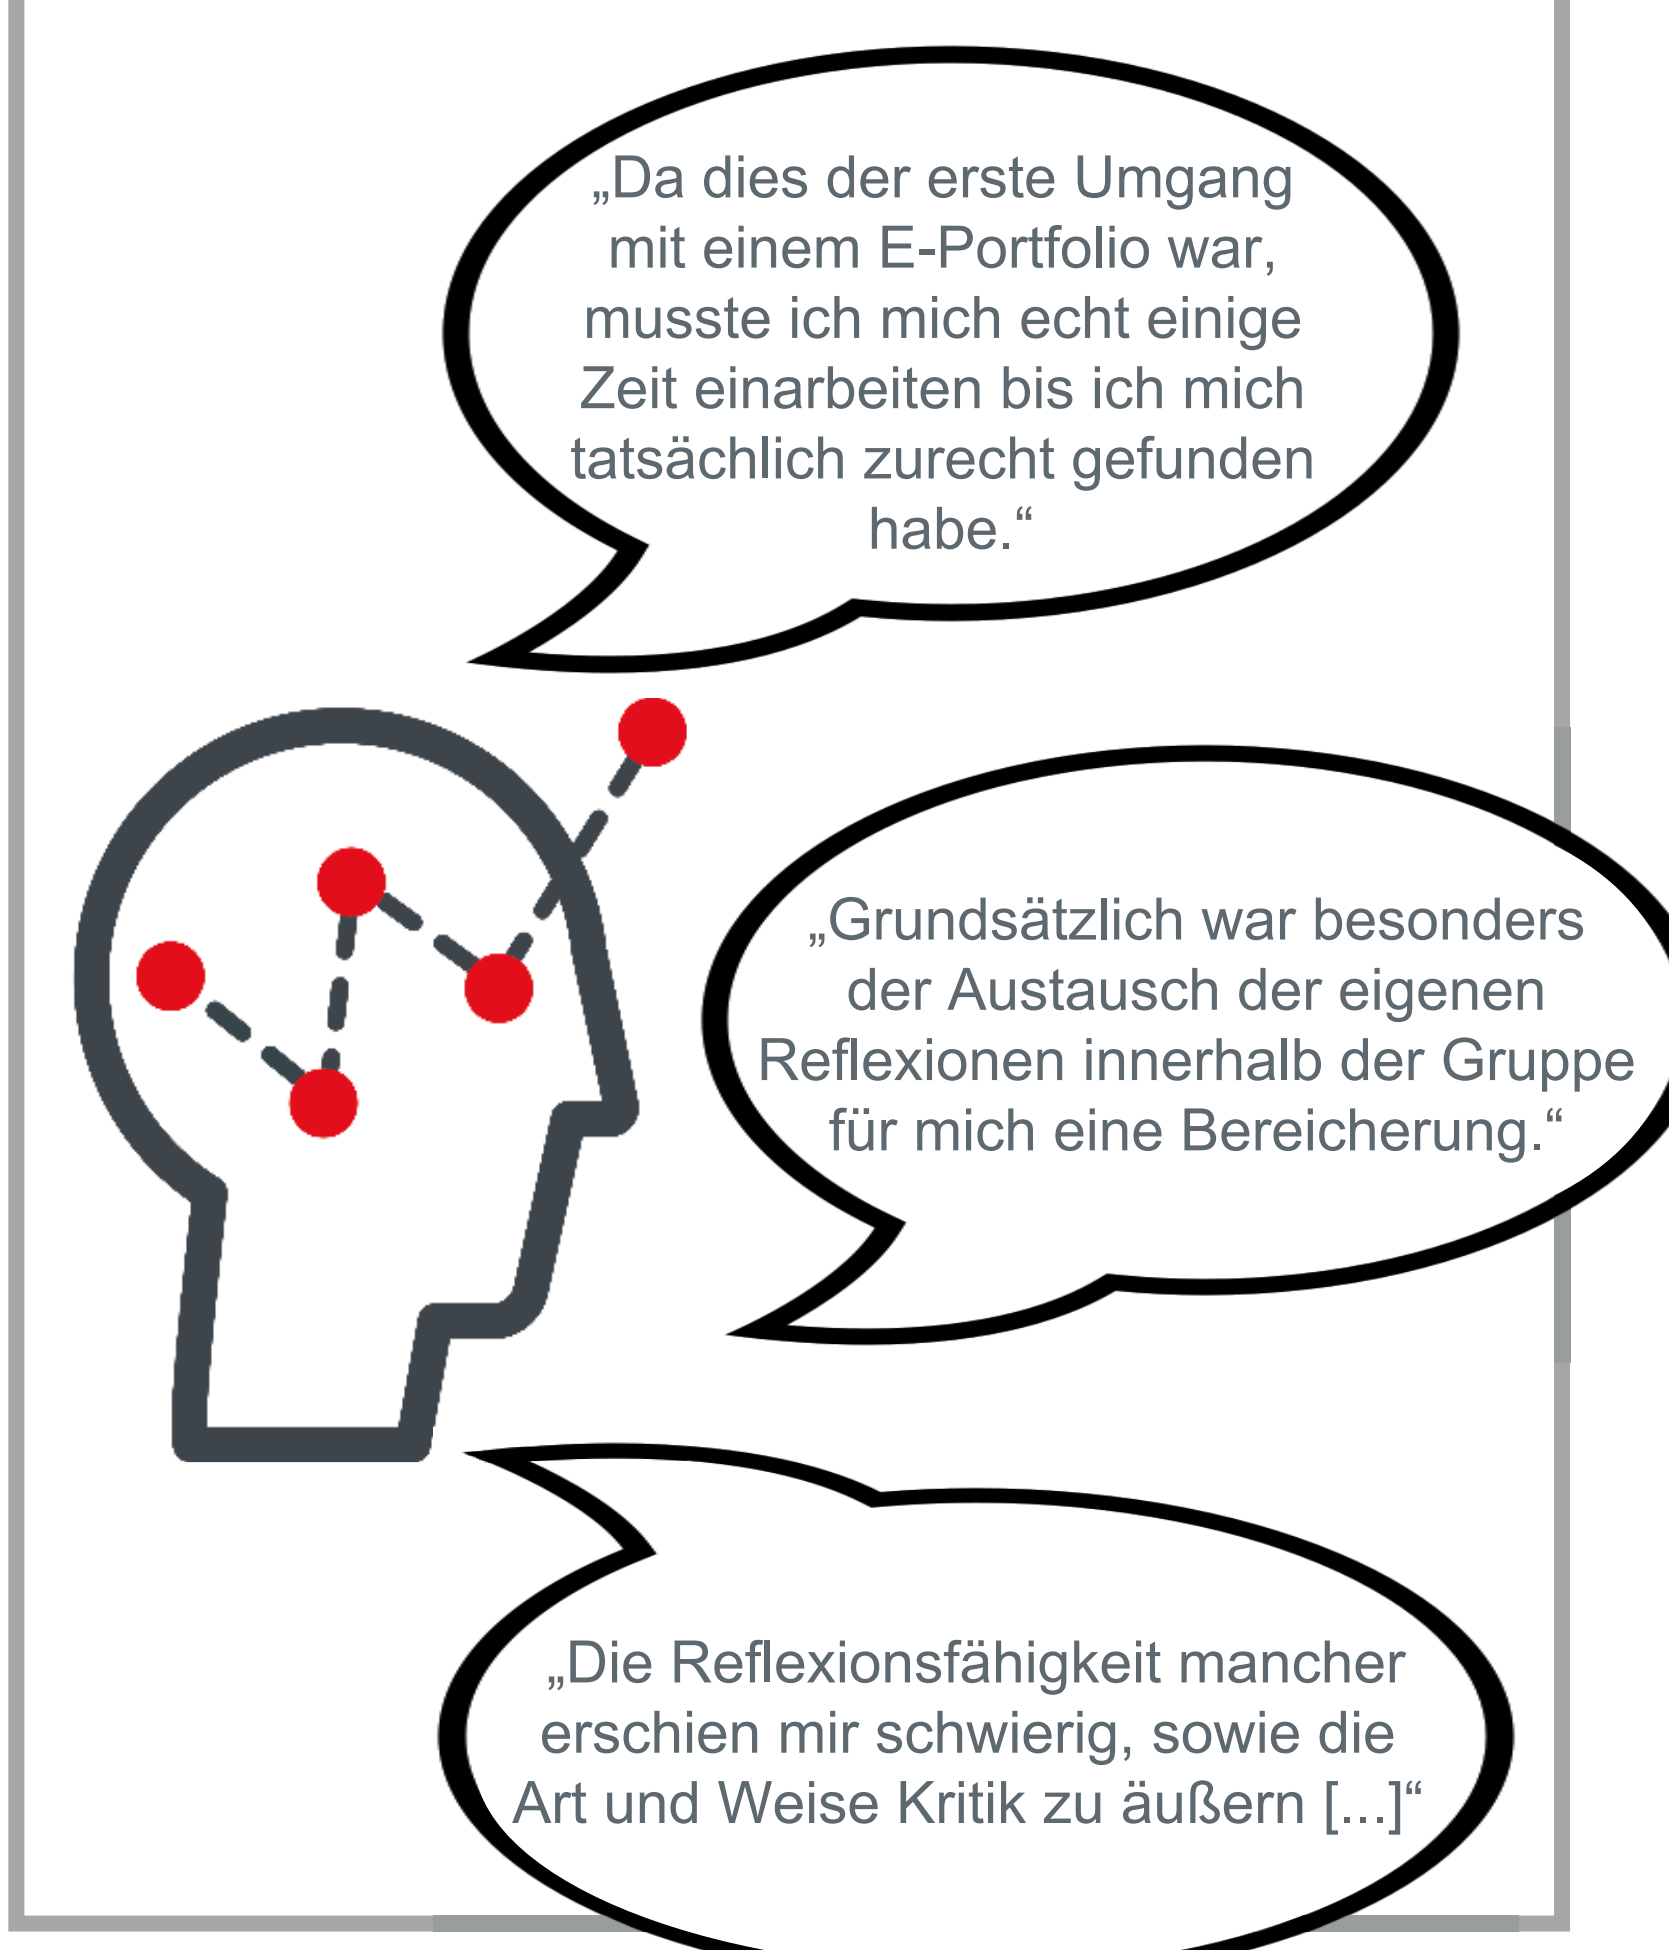 „Da dies der erste Umgang
mit einem E-Portfolio war,
musste ich mich echt einige
Zeit einarbeiten bis ich mich
tatsächlich zurecht gefunden
habe.“
„Grundsätzlich war besonders
der Austausch der eigenen
Reflexionen innerhalb der Gruppe
für mich eine Bereicherung.“
„Die Reflexionsfähigkeit mancher
erschien mir schwierig, sowie die
Art und Weise Kritik zu äußern [...]“